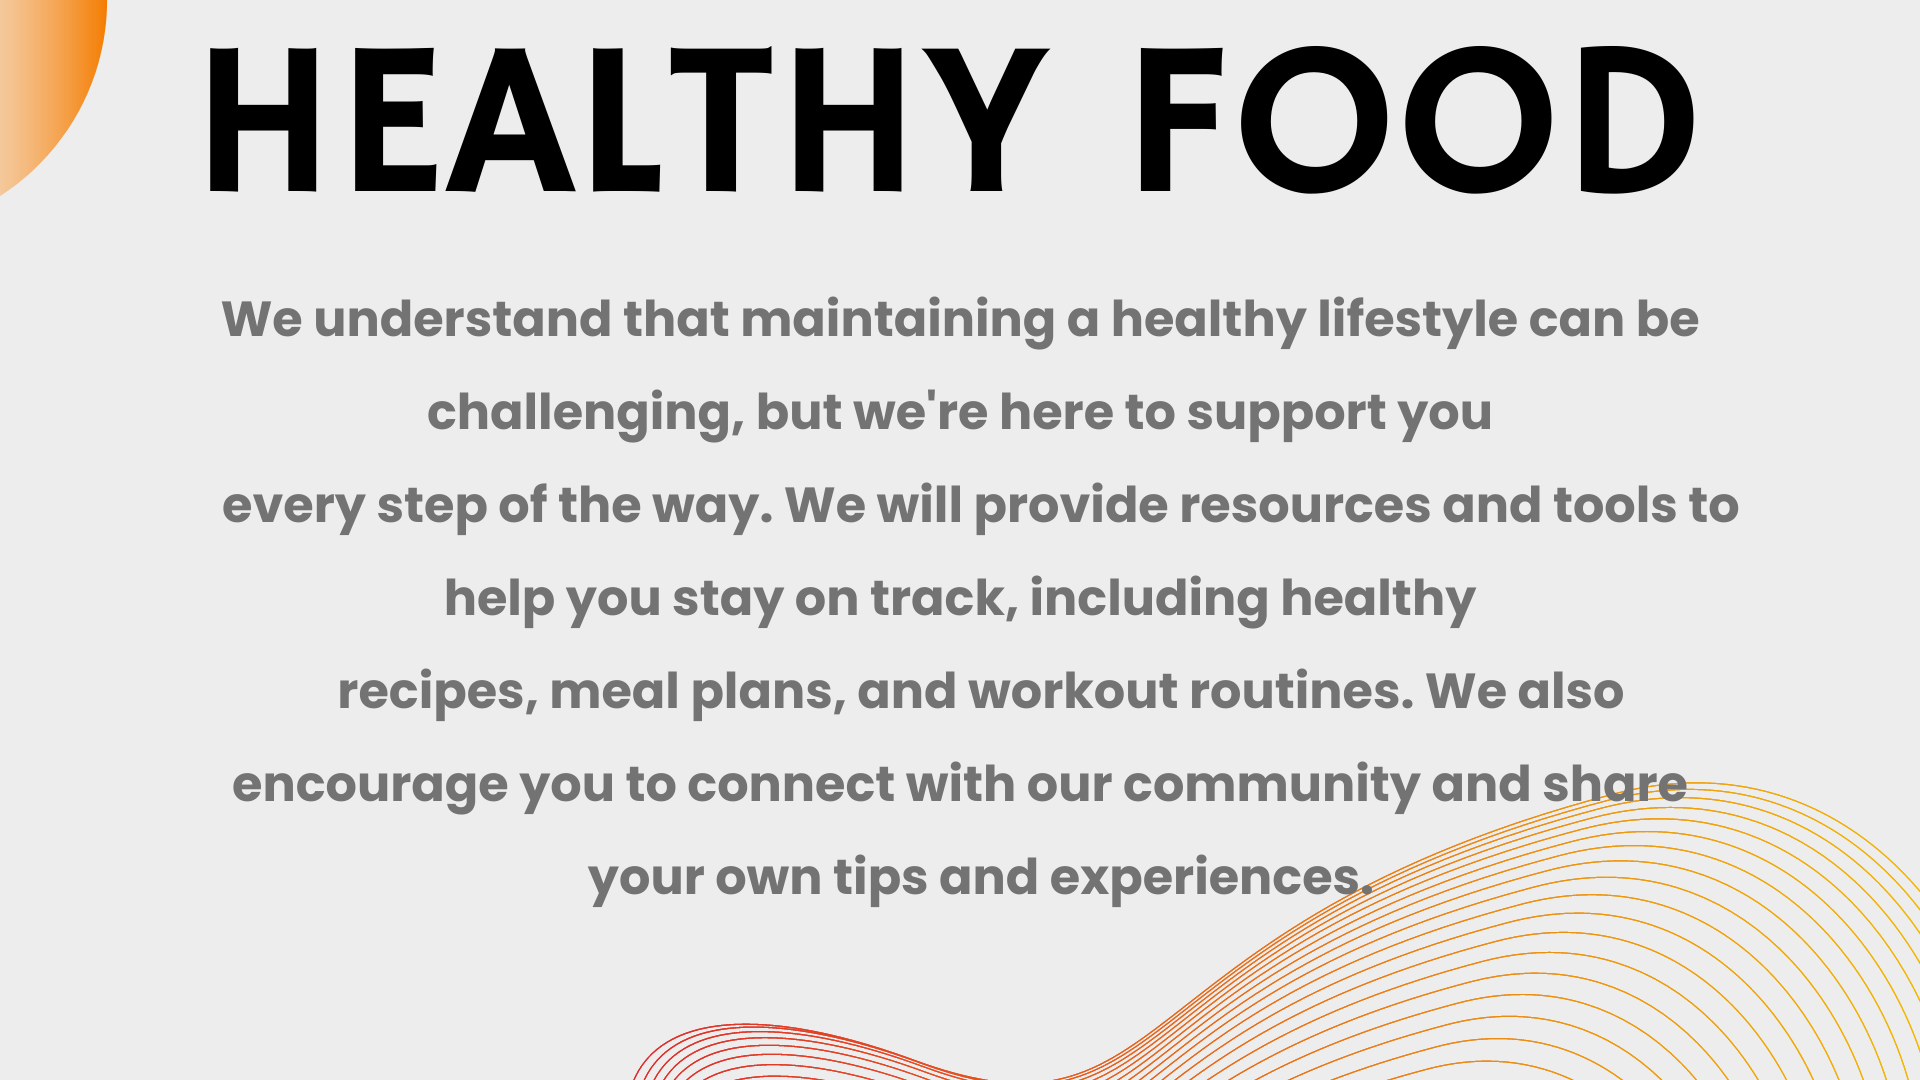 HEALTHY FOOD
We understand that maintaining a healthy lifestyle can be
challenging, but we're here to support you
every step of the way. We will provide resources and tools to
help you stay on track, including healthy
recipes, meal plans, and workout routines. We also
encourage you to connect with our community and share
your own tips and experiences.